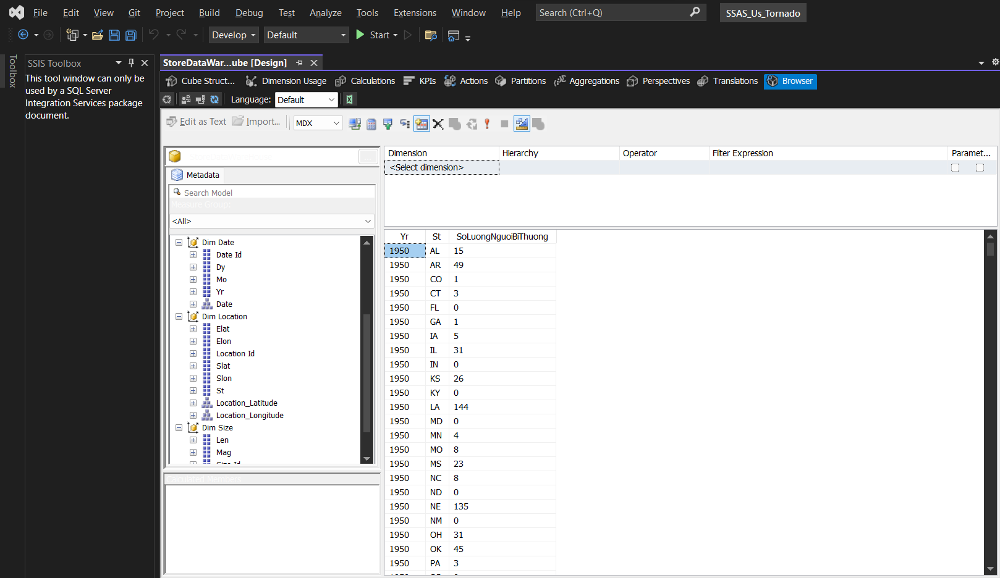 File Edit View Git Project Build Debug Test Analyze Tools Extensions Window Help Search (Ctrl+Q) SSAS_Us_Tornado
Develop Default Start
Toolbox
SSIS Toolbox
This tool window can only be
used by a SQL Server
Integration Services package
document.
StoreDataWar...ube [Design]
Cube Struct... Dimension Usage Calculations KPIs Actions Partitions Aggregations Perspectives Translations Browser
Language: Default
Edit as Text Import... MDX
...
Metadata
Search Model
Measure Group:
<All>
Dim Date
Date Id
Dy
Mo
Yr
Date
Dim Location
Elat
Elon
Location Id
Slat
Slon
St
Location_Latitude
Location_Longitude
Dim Size
Len
Mag
Size Id
Calculated Members
Dimension Hierarchy Operator Filter Expression Paramet...
<Select dimension>
Yr St SoLuongNguoiBiThuong
1950 AL 15
1950 AR 49
1950 CO 1
1950 CT 3
1950 FL 0
1950 GA 1
1950 IA 5
1950 IL 31
1950 IN 0
1950 KS 26
1950 KY 0
1950 LA 144
1950 MD 0
1950 MN 4
1950 MO 8
1950 MS 23
1950 NC 8
1950 ND 0
1950 NE 135
1950 NM 0
1950 OH 31
1950 OK 45
1950 PA 3